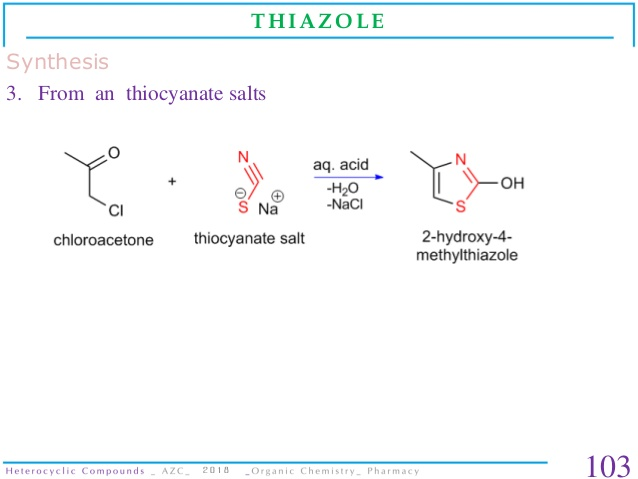 THIAZOLE
Synthesis
3. From an thiocyanate salts
O
Cl
chloroacetone
+
N
S
Na
thiocyanate salt
aq. acid
-H₂O
-NaCl
N
S
OH
2-hydroxy-4-
methylthiazole
Heterocyclic Compounds _ AZC_ 2018 _Organic Chemistry_ Pharmacy
103